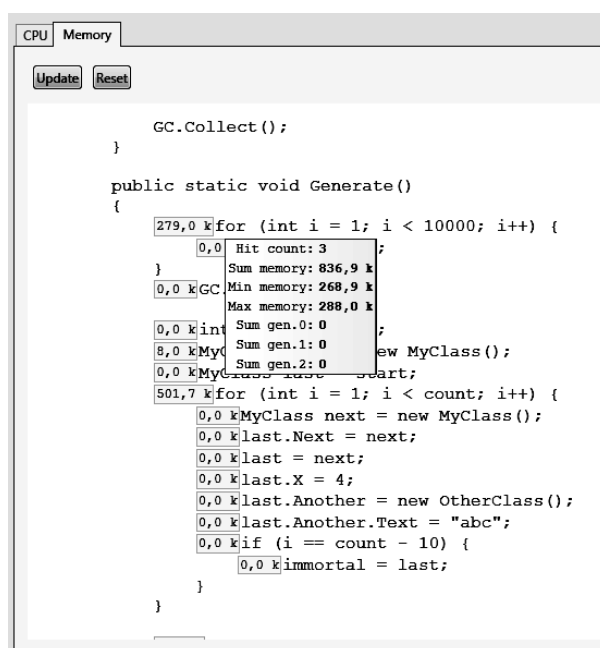 CPU Memory
Update Reset
GC.Collect();
}
public static void Generate()
{
279,0 k for (int i = 1; i < 10000; i++) {
0,0 ;
Hit count: 3
} Sum memory: 836,9 k
0,0 k GC. Min memory: 268,9 k
Max memory: 288,0 k
0,0 k int Sum gen.0: 0 ;
8,0 k MyC Sum gen.1: 0 ew MyClass();
0,0 k MyClass last = start;
Sum gen.2: 0
501,7 k for (int i = 1; i < count; i++) {
0,0 k MyClass next = new MyClass();
0,0 k last.Next = next;
0,0 k last = next;
0,0 k last.X = 4;
0,0 k last.Another = new OtherClass();
0,0 k last.Another.Text = "abc";
0,0 k if (i == count - 10) {
0,0 k immortal = last;
}
}